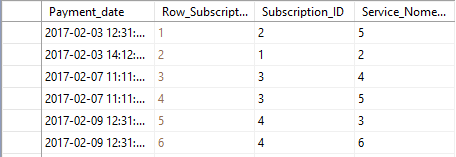 Payment_date Row_Subscript... Subscription_ID Service_Nome...
2017-02-03 12:31:... 1 2 5
2017-02-03 14:12:... 2 1 2
2017-02-07 11:11:... 3 3 4
2017-02-07 11:11:... 4 3 5
2017-02-09 12:31:... 5 4 3
2017-02-09 12:31:... 6 4 6